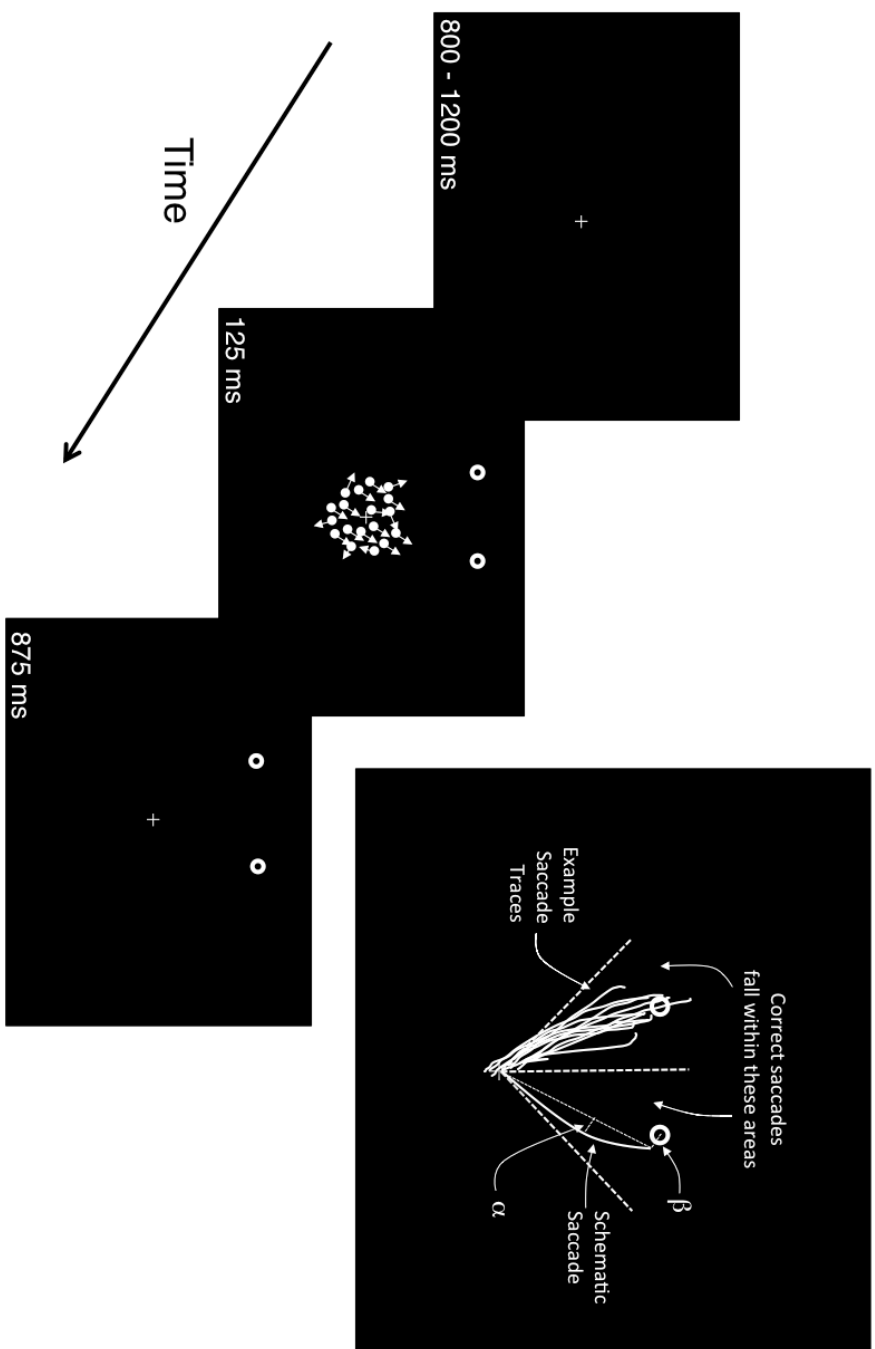 800 - 1200 ms
125 ms
875 ms
Time
Correct saccades
fall within these areas
Example
Saccade
Traces
β
Schematic
Saccade
α